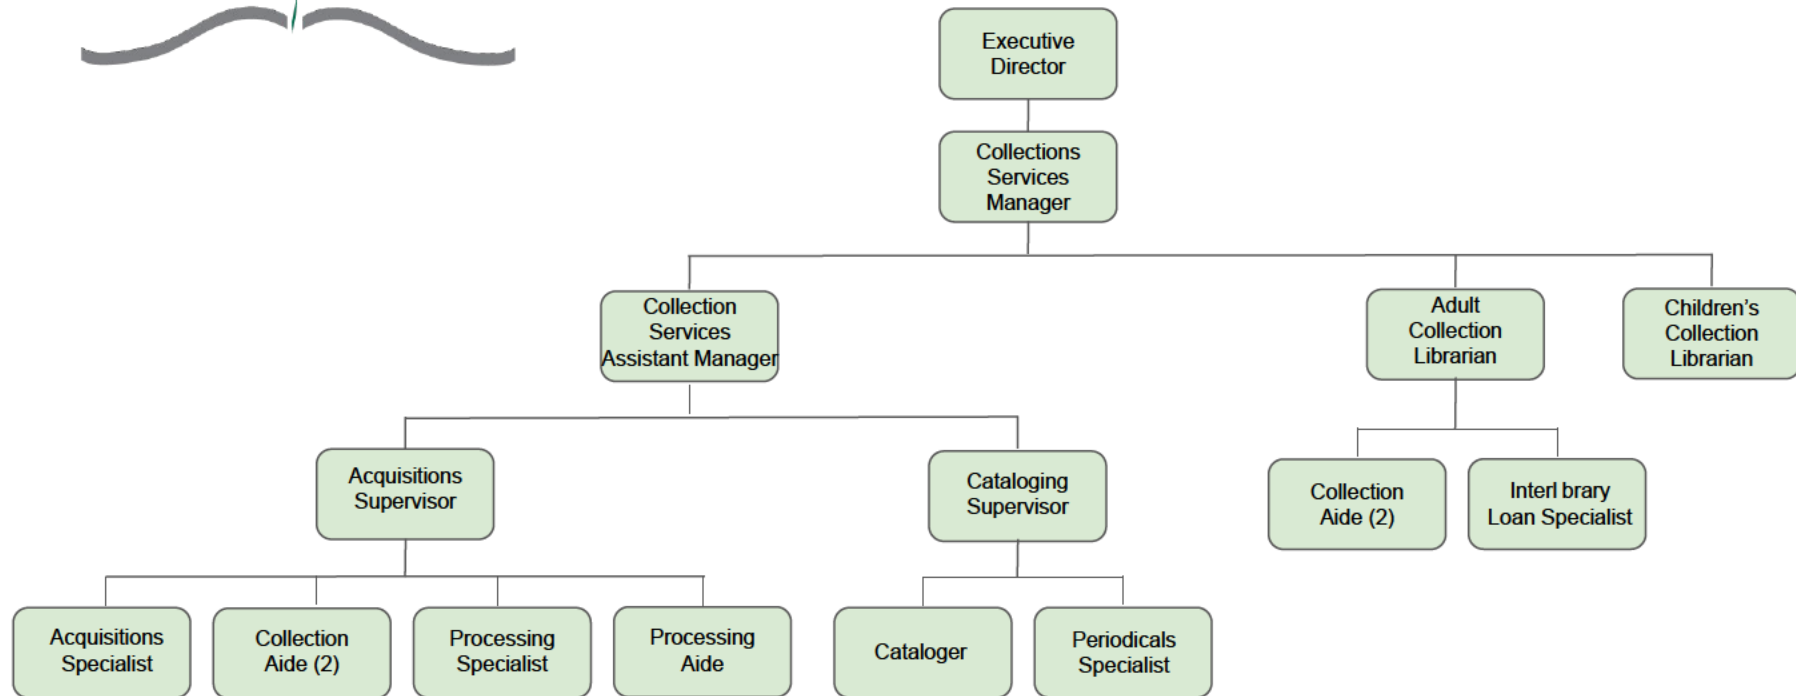 Executive
Director
Collections
Services
Manager
Collection
Services
Assistant Manager
Adult
Collection
Librarian
Children’s
Collection
Librarian
Acquisitions
Supervisor
Cataloging
Supervisor
Collection
Aide (2)
Interl brary
Loan Specialist
Acquisitions
Specialist
Collection
Aide (2)
Processing
Specialist
Processing
Aide
Cataloger
Periodicals
Specialist